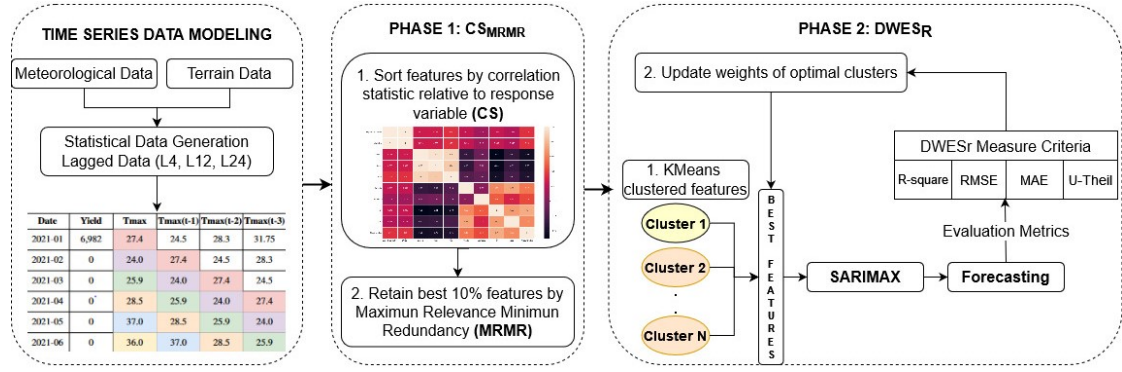 TIME SERIES DATA MODELING
Meteorological Data
Terrain Data
Statistical Data Generation
Lagged Data (L4, L12, L24)
Date Yield Tmax Tmax(t-1) Tmax(t-2) Tmax(t-3)
2021-01 6,982 27.4 24.5 28.3 31.75
2021-02 0 24.0 27.4 24.5 28.3
2021-03 0 25.9 24.0 27.4 24.5
2021-04 0 28.5 25.9 24.0 27.4
2021-05 0 37.0 28.5 25.9 24.0
2021-06 0 36.0 37.0 28.5 25.9
PHASE 1: CSMRMR
1. Sort features by correlation
statistic relative to response
variable (CS)
2. Retain best 10% features by
Maximun Relevance Minimun
Redundancy (MRMR)
PHASE 2: DWESR
2. Update weights of optimal clusters
1. KMeans
clustered features
Cluster 1
Cluster 2
.
.
Cluster N
BEST FEATURES
SARIMAX
Forecasting
Evaluation Metrics
DWESr Measure Criteria
R-square RMSE MAE U-Theil